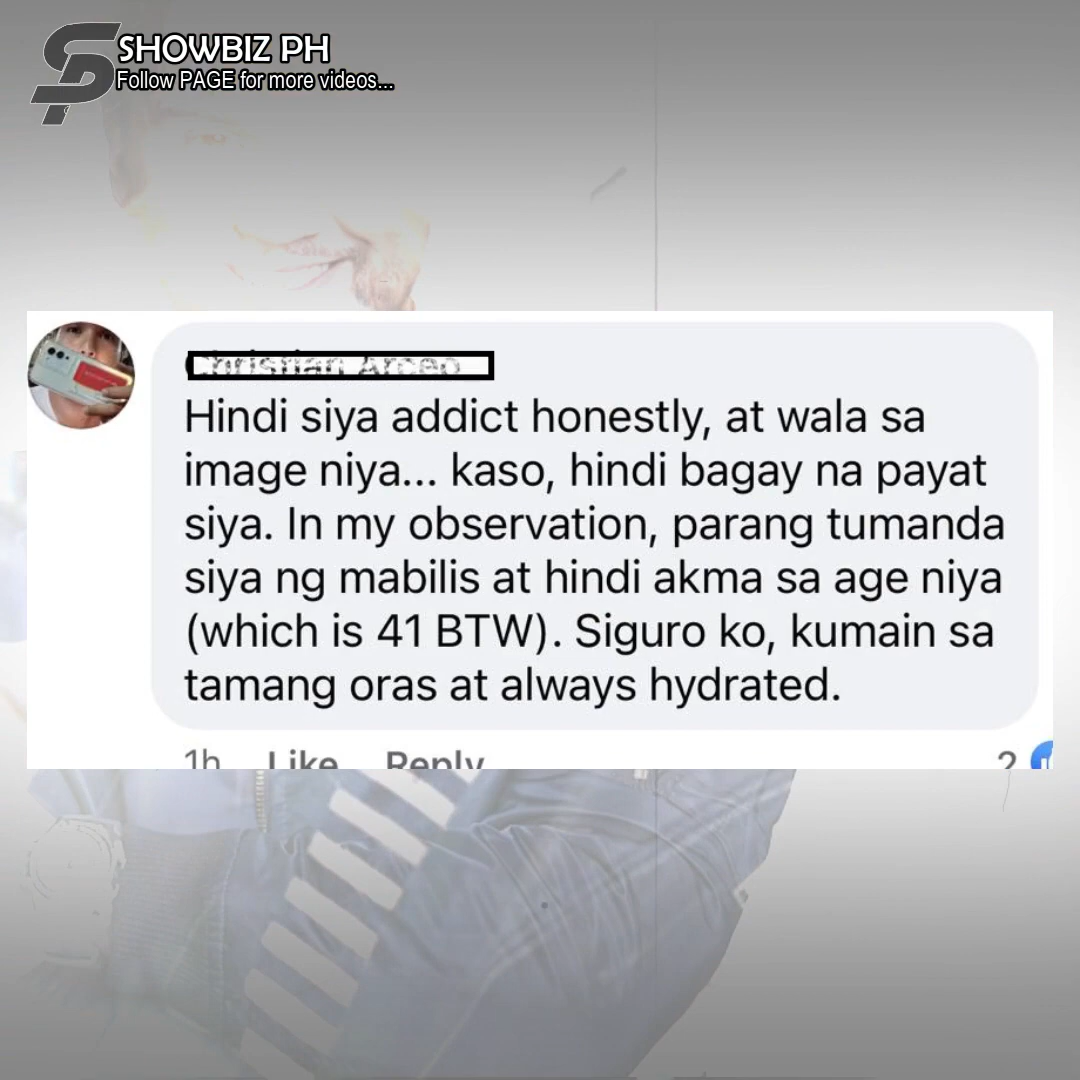 SHOWBIZ PH
Follow PAGE for more videos...
Hindi siya addict honestly, at wala sa
image niya... kaso, hindi bagay na payat
siya. In my observation, parang tumanda
siya ng mabilis at hindi akma sa age niya
(which is 41 BTW). Siguro ko, kumain sa
tamang oras at always hydrated.
1h Like Reply 2